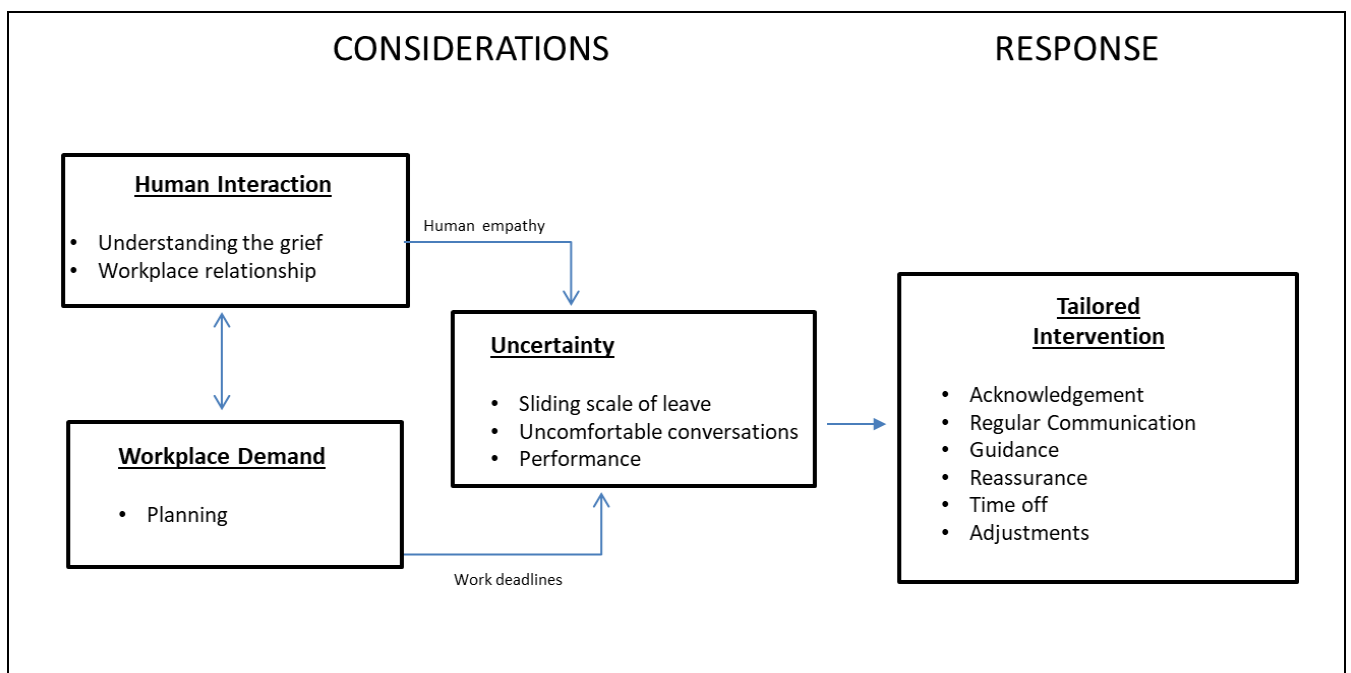 CONSIDERATIONS
RESPONSE
Human Interaction
• Understanding the grief
• Workplace relationship
Human empathy
Workplace Demand
• Planning
Work deadlines
Uncertainty
• Sliding scale of leave
• Uncomfortable conversations
• Performance
Tailored
Intervention
• Acknowledgement
• Regular Communication
• Guidance
• Reassurance
• Time off
• Adjustments